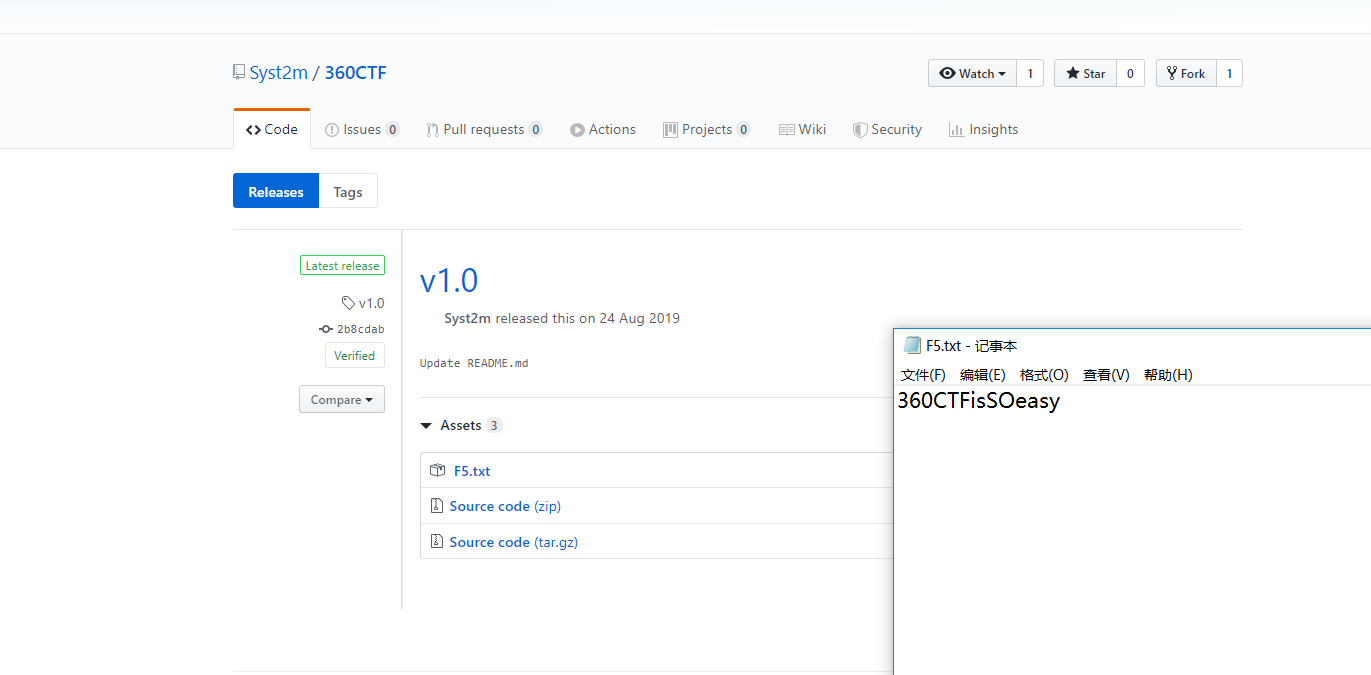 Syst2m / 360CTF
Watch 1 Star 0 Fork 1
Code Issues 0 Pull requests 0 Actions Projects 0 Wiki Security Insights
Releases Tags
Latest release
v1.0
2b8cdab
Verified
Compare
v1.0
Syst2m released this on 24 Aug 2019
Update README.md
Assets 3
F5.txt
Source code (zip)
Source code (tar.gz)
F5.txt - 记事本
文件(F) 编辑(E) 格式(O) 查看(V) 帮助(H)
360CTFisSOeasy